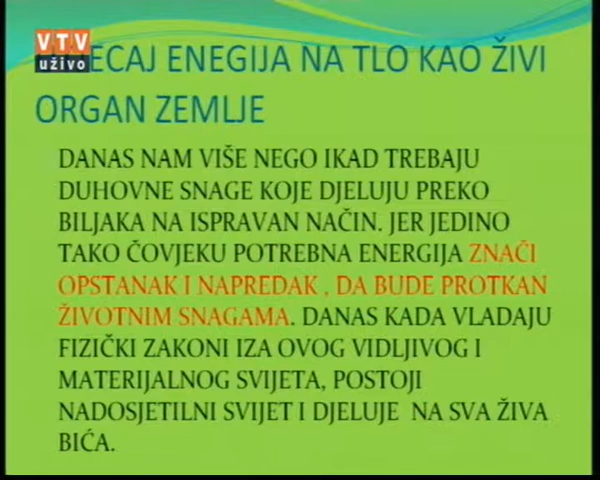 VTV
uživo
ECAJ ENEGIJA NA TLO KAO ŽIVI
ORGAN ZEMLJE
DANAS NAM VIŠE NEGO IKAD TREBAJU
DUHOVNE SNAGE KOJE DJELUJU PREKO
BILJAKA NA ISPRAVAN NAČIN. JER JEDINO
TAKO ČOVJEKU POTREBNA ENERGIJA ZNAČI
OPSTANAK I NAPREDAK , DA BUDE PROTKAN
ŽIVOTNIM SNAGAMA. DANAS KADA VLADAJU
FIZIČKI ZAKONI IZA OVOG VIDLJIVOG I
MATERIJALNOG SVIJETA, POSTOJI
NADOSJETILNI SVIJET I DJELUJE NA SVA ŽIVA
BIĆA.